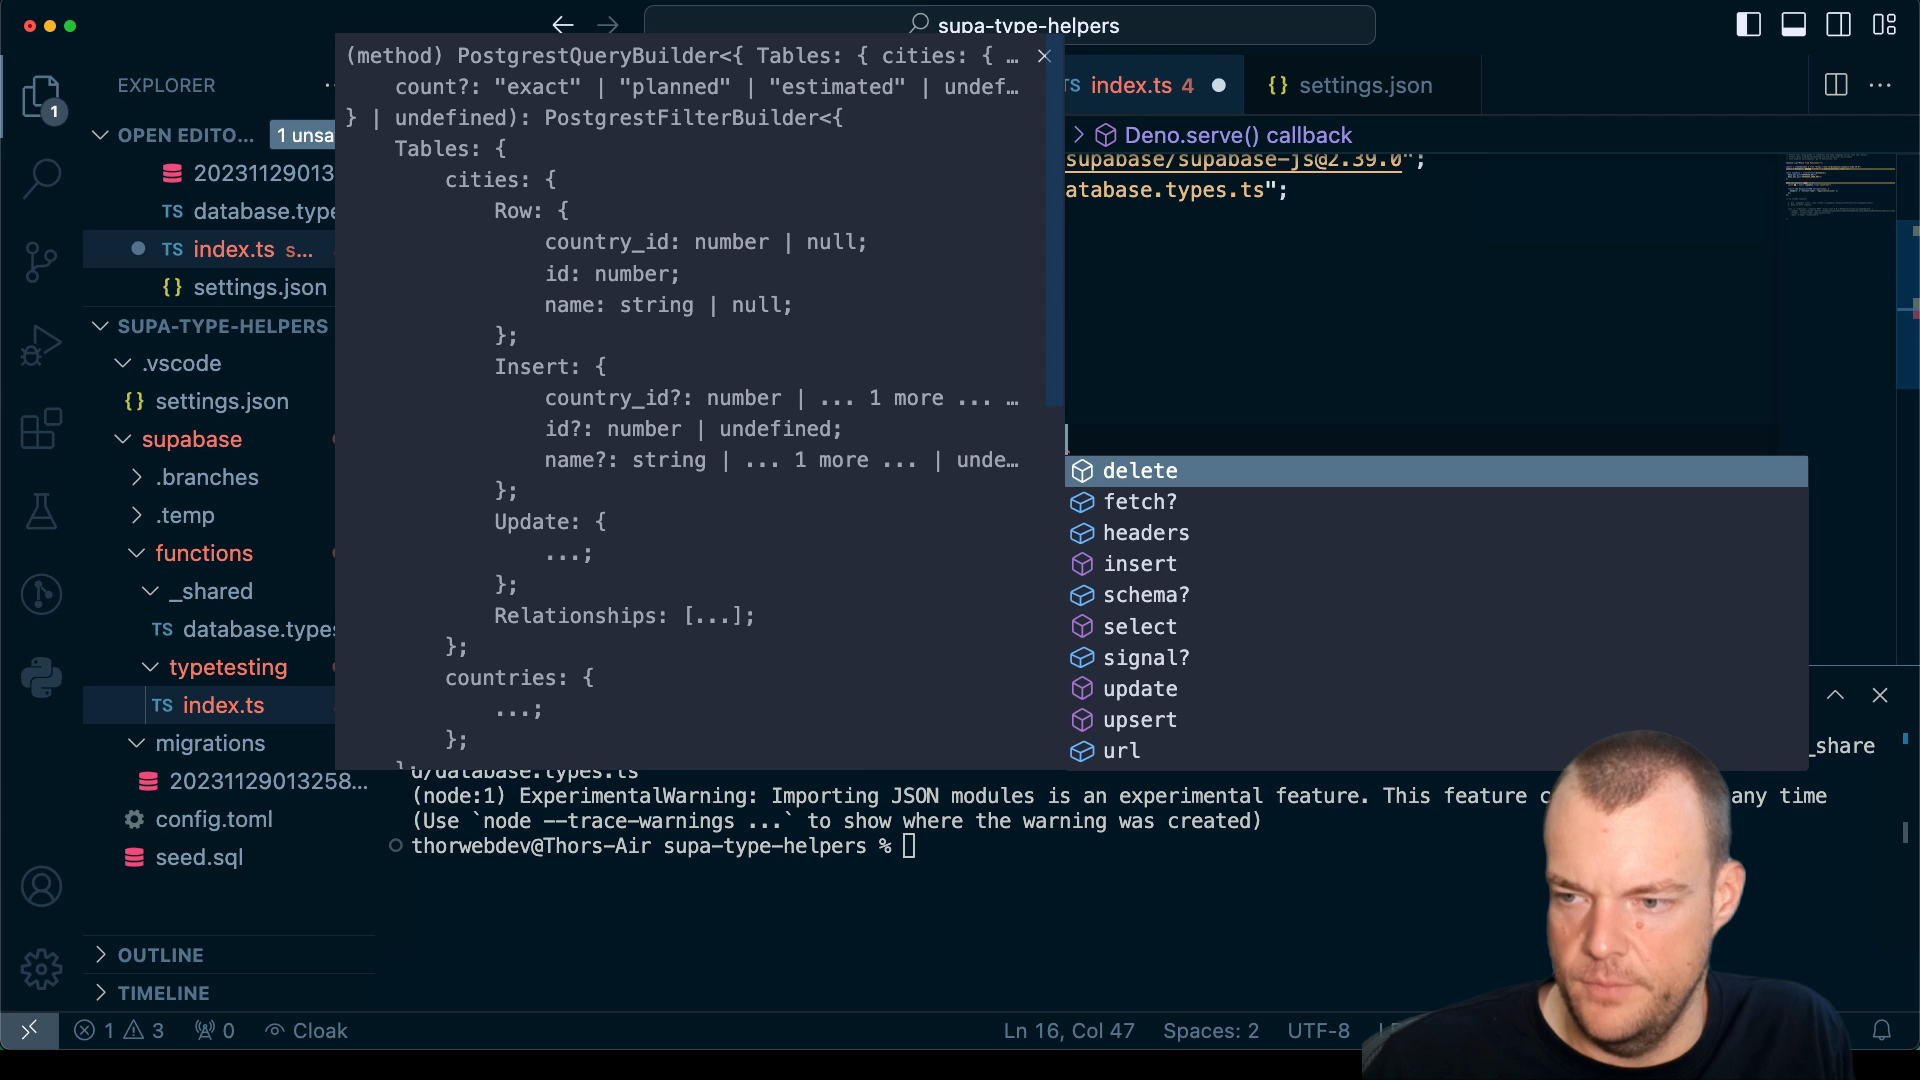 supa-type-helpers
EXPLORER
1
OPEN EDITO...
1 unsa
20231129013
TS database.type
TS index.ts s...
{} settings.json
SUPA-TYPE-HELPERS
.vscode
{} settings.json
supabase
.branches
.temp
functions
_shared
TS database.types
typetesting
TS index.ts
migrations
20231129013258...
config.toml
seed.sql
OUTLINE
TIMELINE
(method) PostgrestQueryBuilder<{ Tables: { cities: { …
count?: "exact" | "planned" | "estimated" | undef…
} | undefined): PostgrestFilterBuilder<{
Tables: {
cities: {
Row: {
country_id: number | null;
id: number;
name: string | null;
};
Insert: {
country_id?: number | ... 1 more ... …
id?: number | undefined;
name?: string | ... 1 more ... | unde…
};
Update: {
...;
};
Relationships: [...];
};
countries: {
...;
};
TS index.ts 4
{} settings.json
Deno.serve() callback
supabase/supabase-js@2.39.0";
atabase.types.ts";
delete
fetch?
headers
insert
schema?
select
signal?
update
upsert
url
_share
d/database.types.ts
(node:1) ExperimentalWarning: Importing JSON modules is an experimental feature. This feature c any time
(Use `node --trace-warnings ...` to show where the warning was created)
thorwebdev@Thors-Air supa-type-helpers %
1 3 0 Cloak
Ln 16, Col 47 Spaces: 2 UTF-8